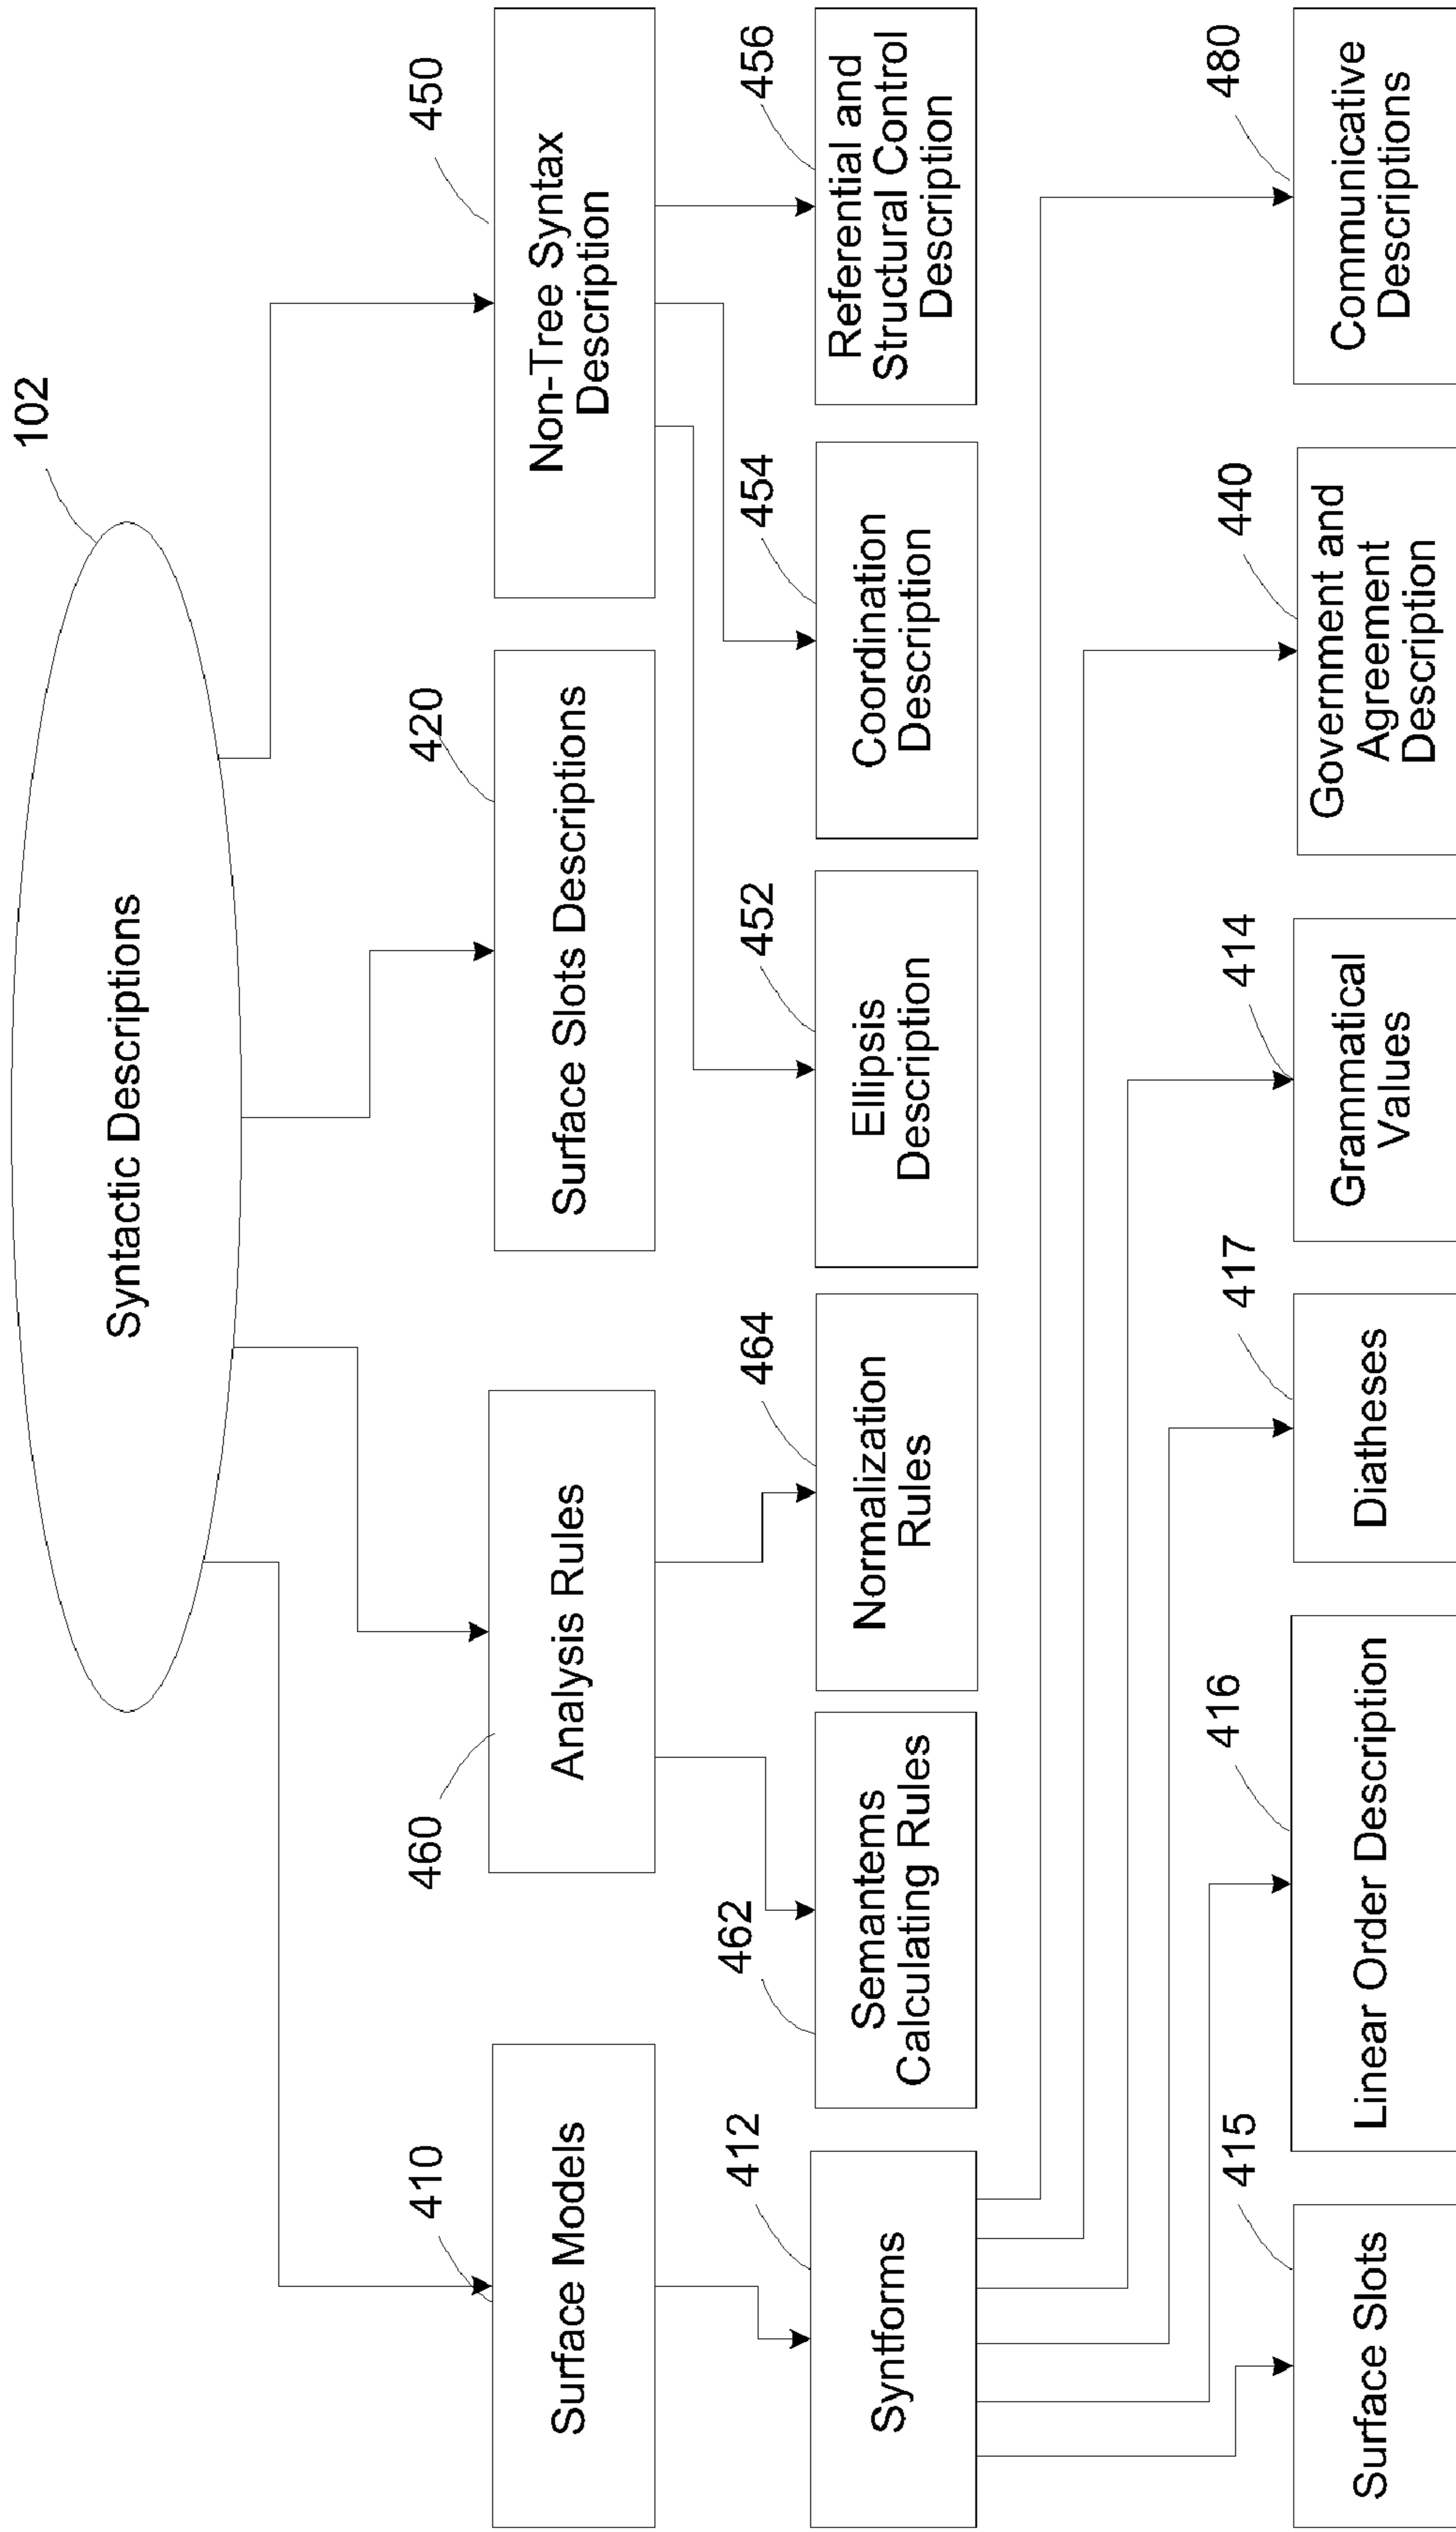 102
Syntactic Descriptions
410
460
420
450
Surface Models
Analysis Rules
Surface Slots Descriptions
Non-Tree Syntax
Description
412
462
464
452
454
456
Syntforms
Semantems
Calculating Rules
Normalization
Rules
Ellipsis
Description
Coordination
Description
Referential and
Structural Control
Description
415
416
417
414
440
480
Surface Slots
Linear Order Description
Diatheses
Grammatical
Values
Government and
Agreement
Description
Communicative
Descriptions